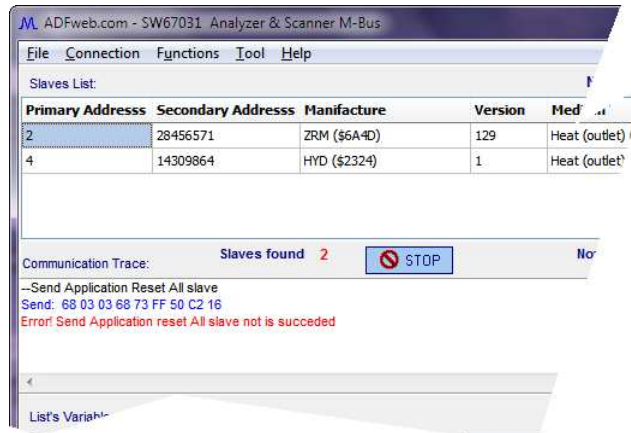 ADFweb.com - SW67031 Analyzer & Scanner M-Bus
File Connection Functions Tool Help
Slaves List:
Primary Addresss Secondary Addresss Manifacture Version
2 28456571 ZRM ($6A4D) 129 Heat (outlet)
4 14309864 HYD ($2324) 1 Heat (outlet)
Communication Trace: Slaves found 2 STOP
--Send Application Reset All slave
Send: 68 03 03 68 73 FF 50 C2 16
Error! Send Application reset All slave not is succeded
List's